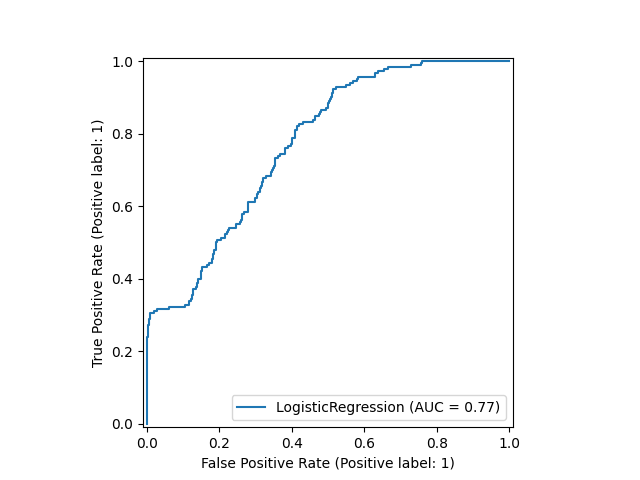 1.0
0.8
0.6
0.4
0.2
0.0
True Positive Rate (Positive label: 1)
LogisticRegression (AUC = 0.77)
0.0 0.2 0.4 0.6 0.8 1.0
False Positive Rate (Positive label: 1)